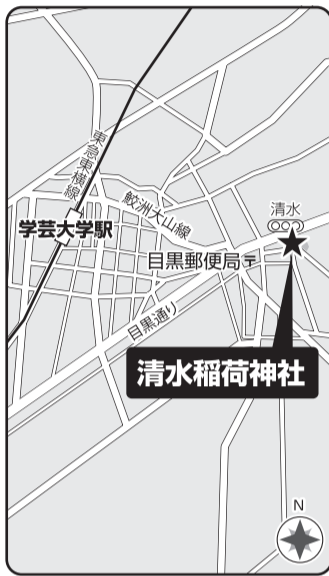 東急東横線
鮫洲大山線
清水
学芸大学駅
目黒郵便局〒
目黒通り
清水稲荷神社
N